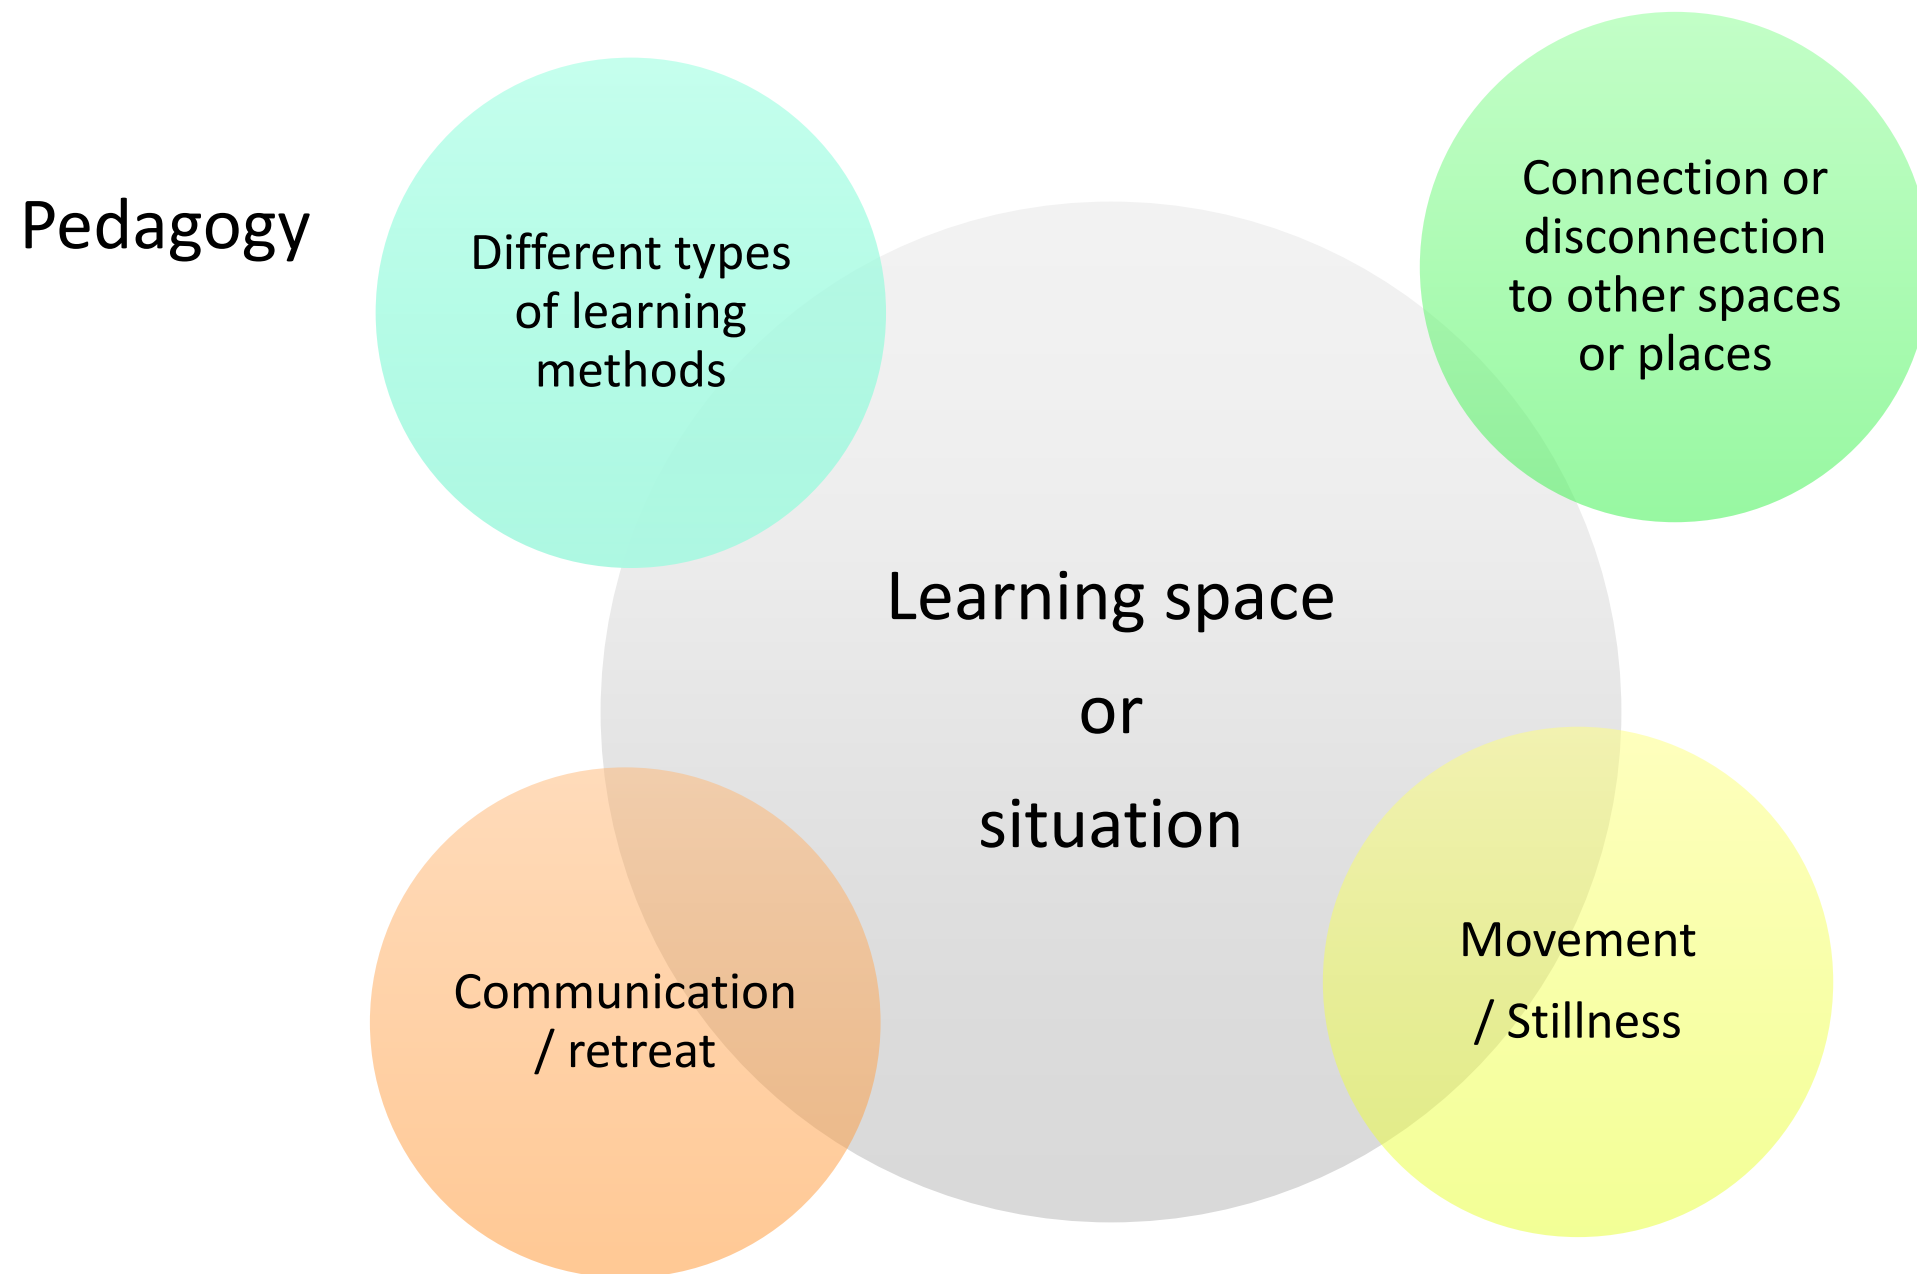 Pedagogy
Different types
of learning
methods
Connection or
disconnection
to other spaces
or places
Learning space
or
situation
Communication
/ retreat
Movement
/ Stillness